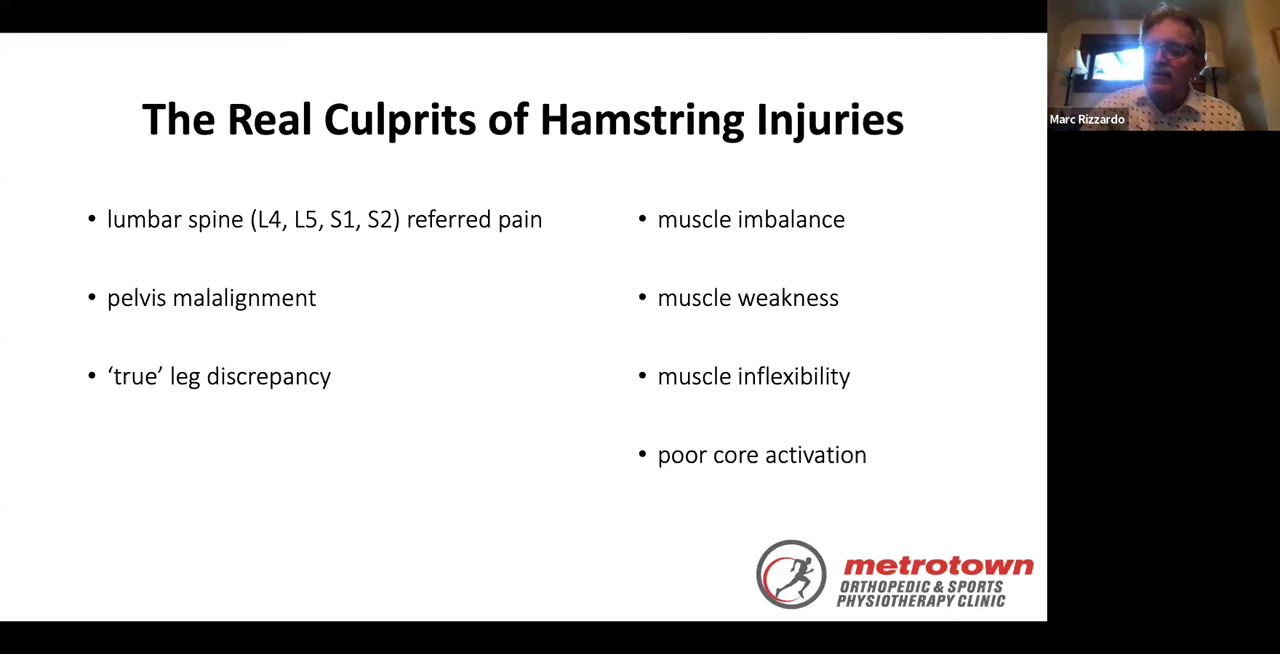 The Real Culprits of Hamstring Injuries
• lumbar spine (L4, L5, S1, S2) referred pain
• pelvis malalignment
• ‘true’ leg discrepancy
• muscle imbalance
• muscle weakness
• muscle inflexibility
• poor core activation
metrotown
ORTHOPEDIC & SPORTS
PHYSIOTHERAPY CLINIC
Marc Rizzardo